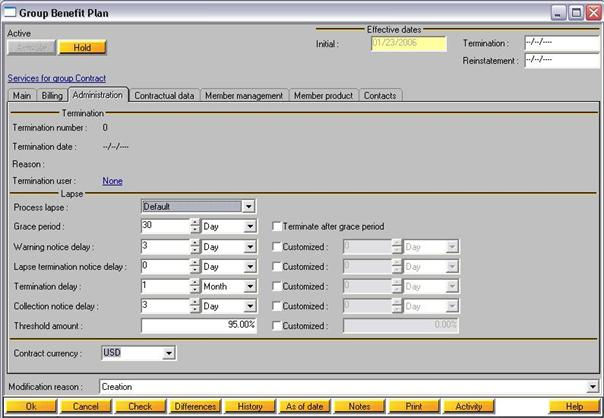 Group Benefit Plan
Active
Activate Hold
Effective dates
Initial : 01/23/2006 Termination : --/--/----
Reinstatement : --/--/----
Services for group Contract
Main Billing Administration Contractual data Member management Member product Contacts
Termination
Termination number : 0
Termination date : --/--/----
Reason :
Termination user : None
Lapse
Process lapse : Default
Grace period : 30 Day Terminate after grace period
Warning notice delay : 3 Day Customized : 0 Day
Lapse termination notice delay : 0 Day Customized : 0 Day
Termination delay : 1 Month Customized : 0 Day
Collection notice delay : 3 Day Customized : 0 Day
Threshold amount : 95.00% Customized : 0.00%
Contract currency : USD
Modification reason : Creation
Ok Cancel Check Differences History As of date Notes Print Activity Help